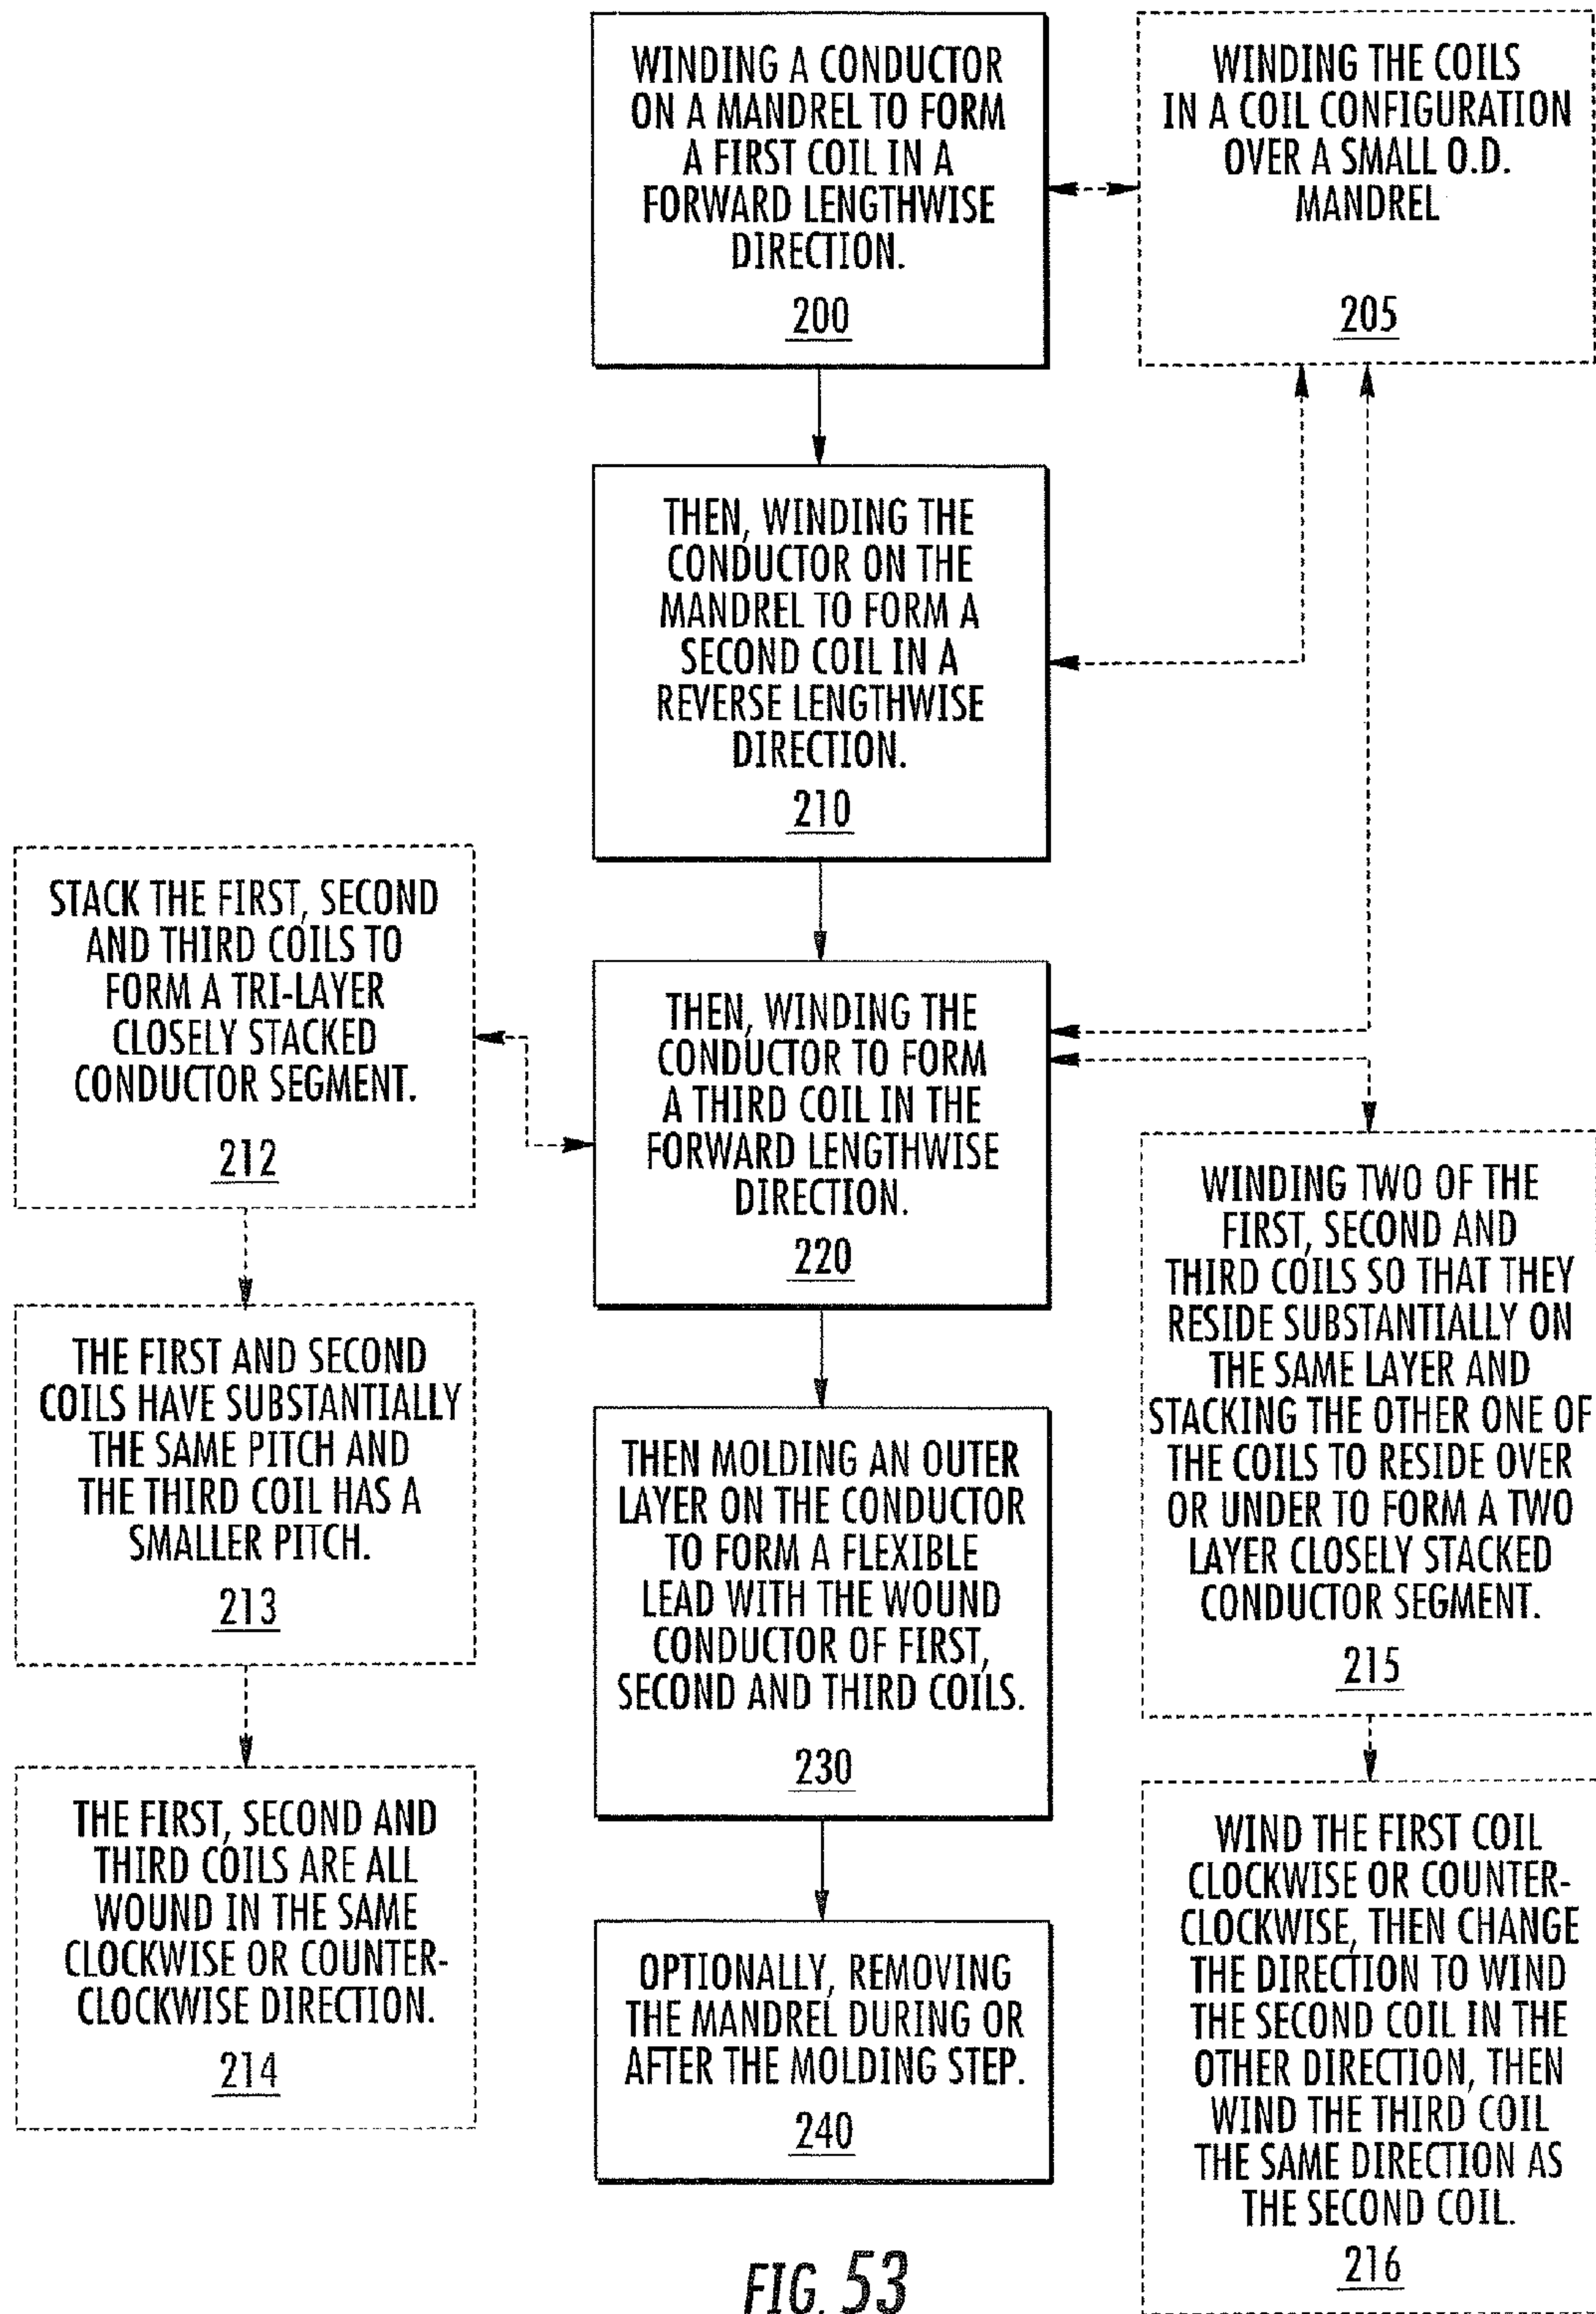 WINDING A CONDUCTOR
ON A MANDREL TO FORM
A FIRST COIL IN A
FORWARD LENGTHWISE
DIRECTION.
200
WINDING THE COILS
IN A COIL CONFIGURATION
OVER A SMALL O.D.
MANDREL
205
THEN, WINDING THE
CONDUCTOR ON THE
MANDREL TO FORM A
SECOND COIL IN A
REVERSE LENGTHWISE
DIRECTION.
210
STACK THE FIRST, SECOND
AND THIRD COILS TO
FORM A TRI-LAYER
CLOSELY STACKED
CONDUCTOR SEGMENT.
212
THEN, WINDING THE
CONDUCTOR TO FORM
A THIRD COIL IN THE
FORWARD LENGTHWISE
DIRECTION.
220
WINDING TWO OF THE
FIRST, SECOND AND
THIRD COILS SO THAT THEY
RESIDE SUBSTANTIALLY ON
THE SAME LAYER AND
STACKING THE OTHER ONE OF
THE COILS TO RESIDE OVER
OR UNDER TO FORM A TWO
LAYER CLOSELY STACKED
CONDUCTOR SEGMENT.
215
THE FIRST AND SECOND
COILS HAVE SUBSTANTIALLY
THE SAME PITCH AND
THE THIRD COIL HAS A
SMALLER PITCH.
213
THEN MOLDING AN OUTER
LAYER ON THE CONDUCTOR
TO FORM A FLEXIBLE
LEAD WITH THE WOUND
CONDUCTOR OF FIRST,
SECOND AND THIRD COILS.
230
THE FIRST, SECOND AND
THIRD COILS ARE ALL
WOUND IN THE SAME
CLOCKWISE OR COUNTER-
CLOCKWISE DIRECTION.
214
OPTIONALLY, REMOVING
THE MANDREL DURING OR
AFTER THE MOLDING STEP.
240
WIND THE FIRST COIL
CLOCKWISE OR COUNTER-
CLOCKWISE, THEN CHANGE
THE DIRECTION TO WIND
THE SECOND COIL IN THE
OTHER DIRECTION, THEN
WIND THE THIRD COIL
THE SAME DIRECTION AS
THE SECOND COIL.
216
FIG. 53